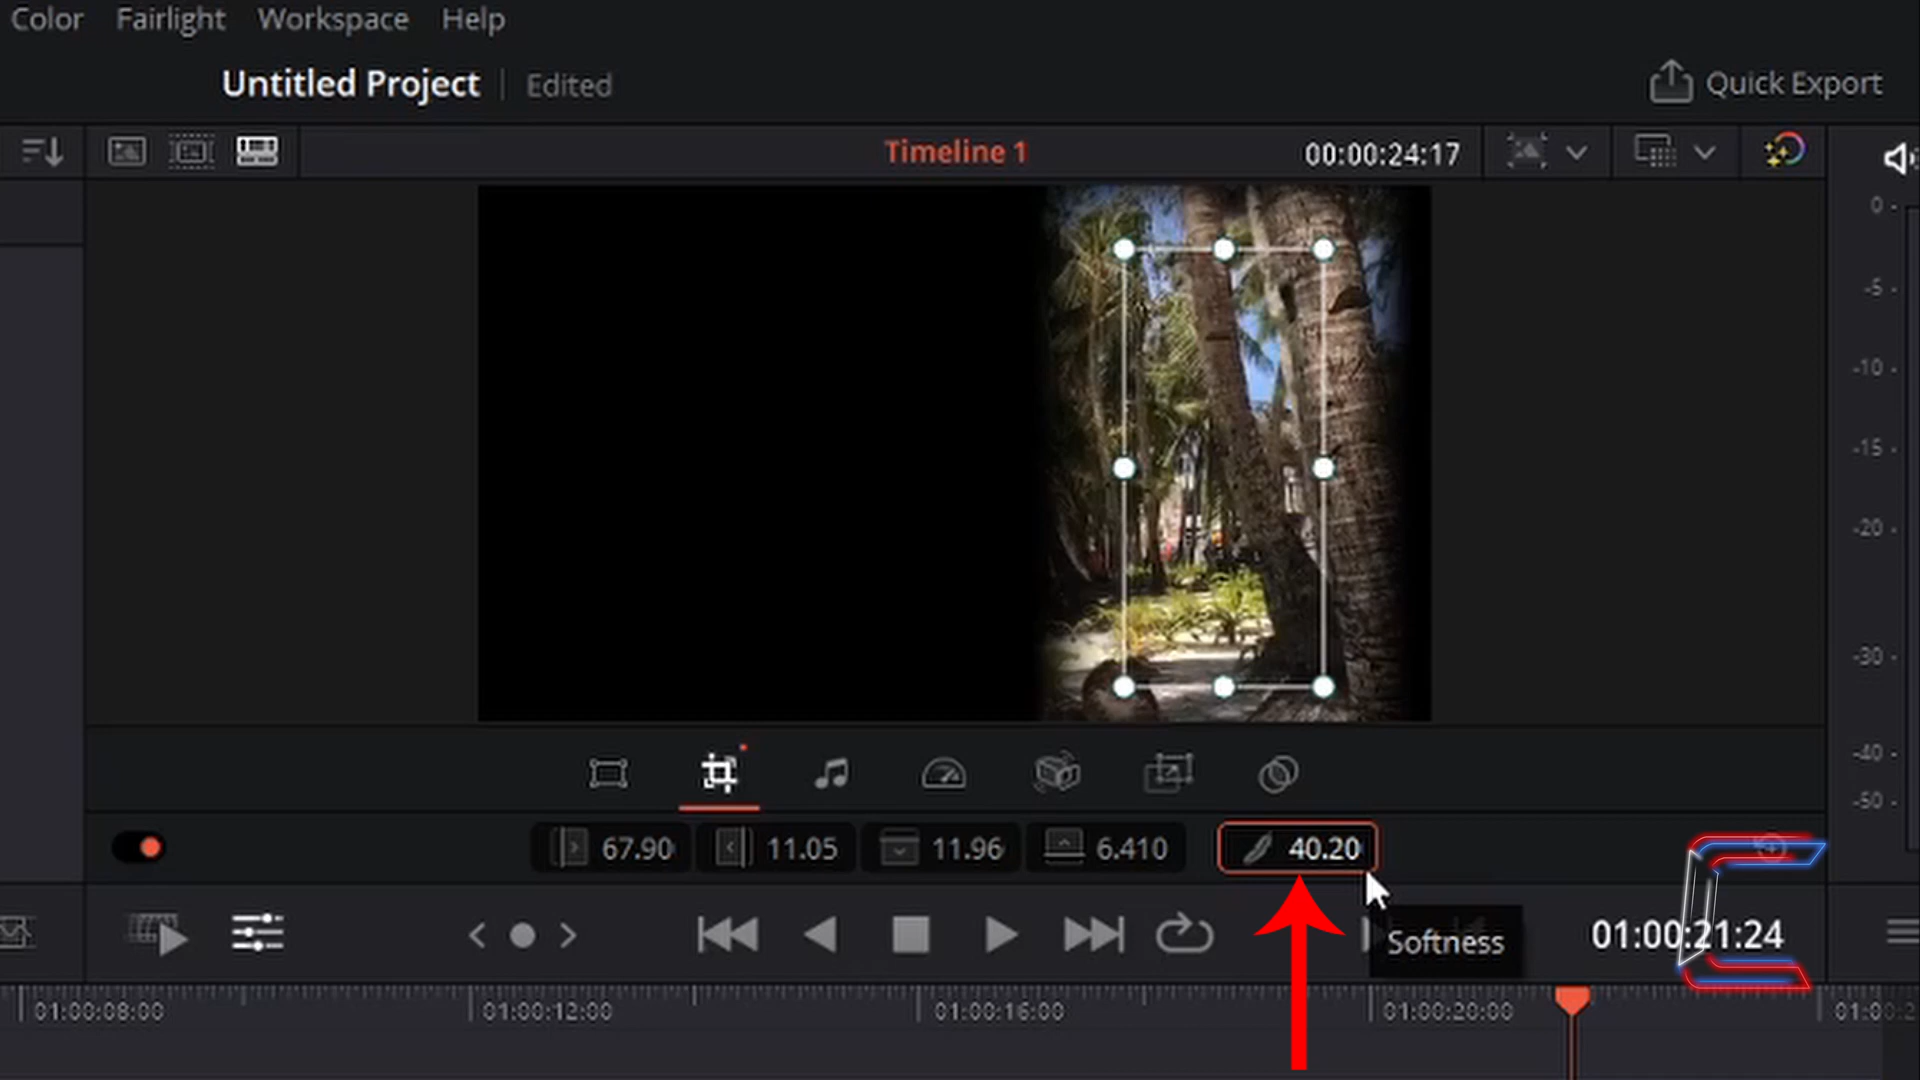 Color Fairlight Workspace Help
Untitled Project Edited Quick Export
Timeline 1 00:00:24:17
0
-5
-10
-15
-20
-30
-40
-50
67.90 11.05 11.96 6.410 40.20
Softness
01:00:21:24
01:00:08:00 01:00:12:00 01:00:16:00 01:00:20:00